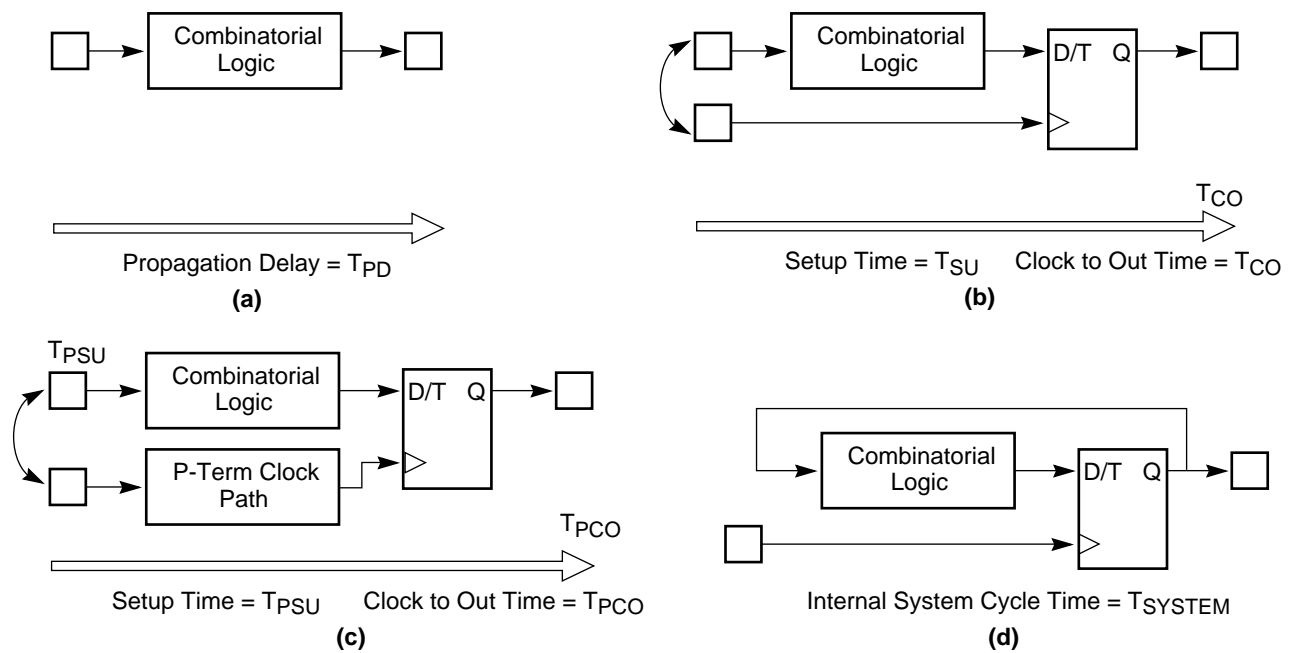 Combinatorial
Logic
Propagation Delay = TPD
(a)
Combinatorial
Logic
D/T Q
TCO
Setup Time = TSU Clock to Out Time = TCO
(b)
TPSU
Combinatorial
Logic
D/T Q
P-Term Clock
Path
TPCO
Setup Time = TPSU Clock to Out Time = TPCO
(c)
Combinatorial
Logic
D/T Q
Internal System Cycle Time = TSYSTEM
(d)